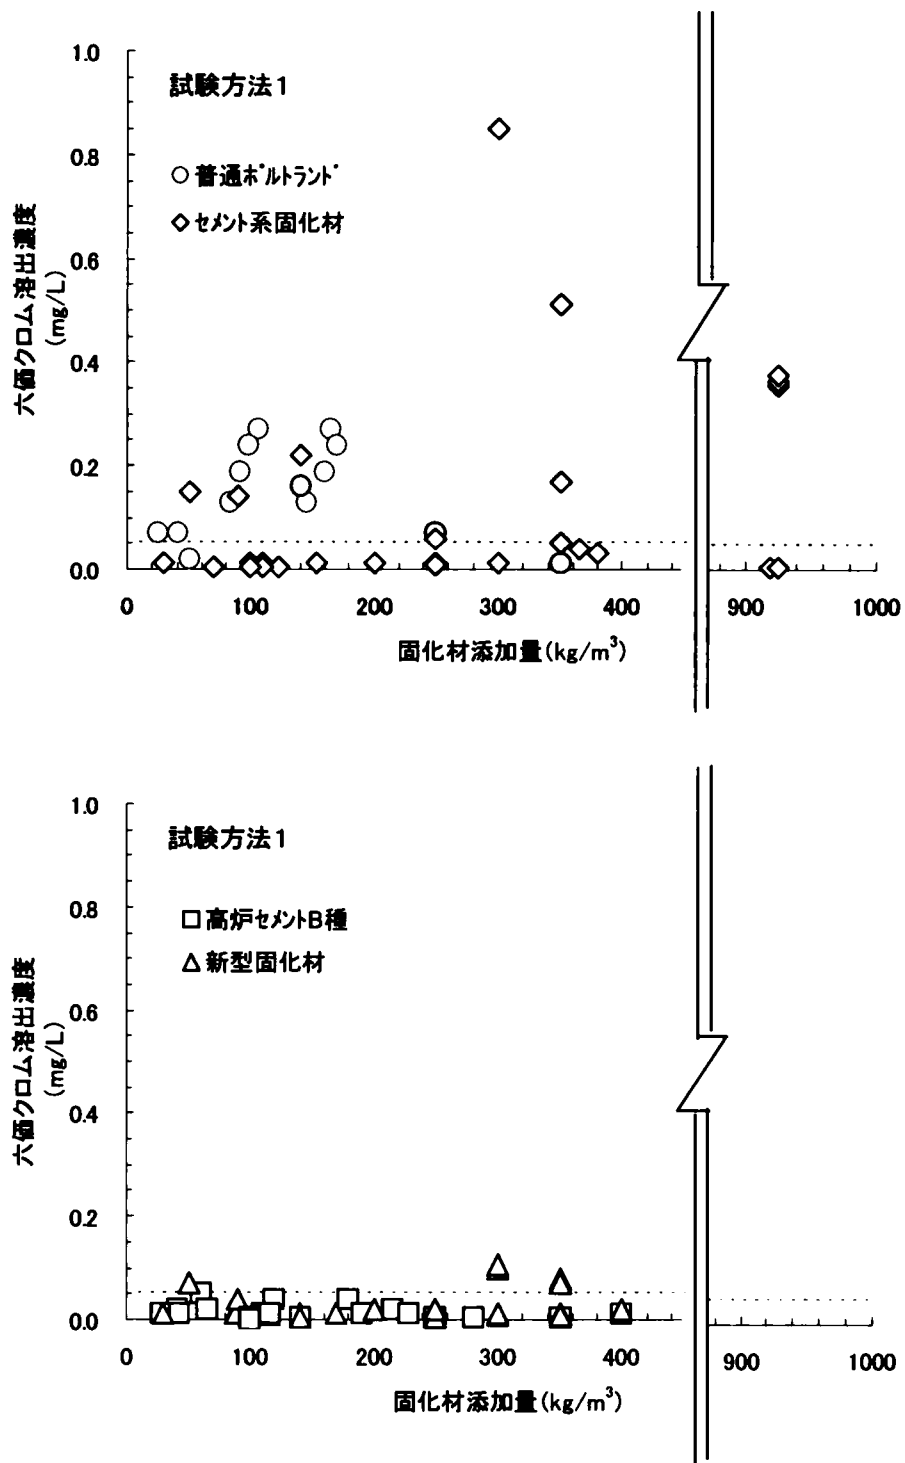 1.0
試験方法1
0.8
○ 普通ポルトランド
◇ セメント系固化材
0.6
0.4
0.2
0.0
六価クロム溶出濃度
(mg/L)
0 100 200 300 400 900 1000
固化材添加量(kg/m³)
1.0
試験方法1
0.8
□ 高炉セメントB種
△ 新型固化材
0.6
0.4
0.2
0.0
六価クロム溶出濃度
(mg/L)
0 100 200 300 400 900 1000
固化材添加量(kg/m³)